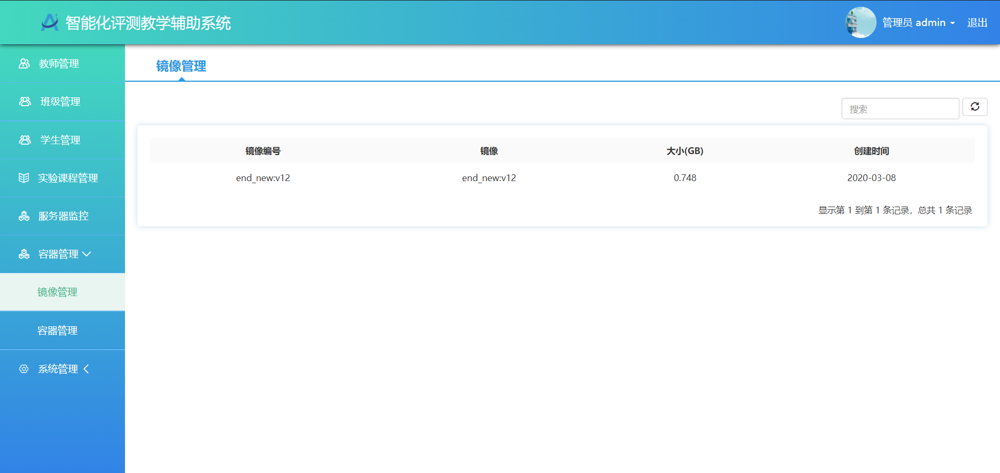 智能化评测教学辅助系统
管理员 admin
退出
教师管理
班级管理
学生管理
实验课程管理
服务器监控
容器管理
镜像管理
容器管理
系统管理
镜像管理
搜索
镜像编号 镜像 大小(GB) 创建时间
end_new:v12 end_new:v12 0.748 2020-03-08
显示第 1 到第 1 条记录，总共 1 条记录